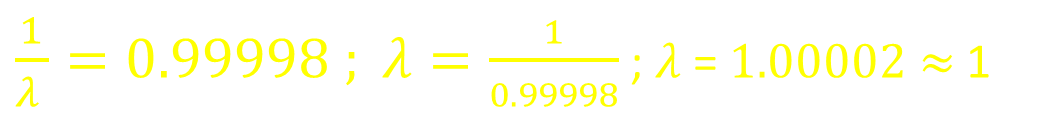 1/λ = 0.99998 ; λ = 1/0.99998 ; λ = 1.00002 ≈ 1